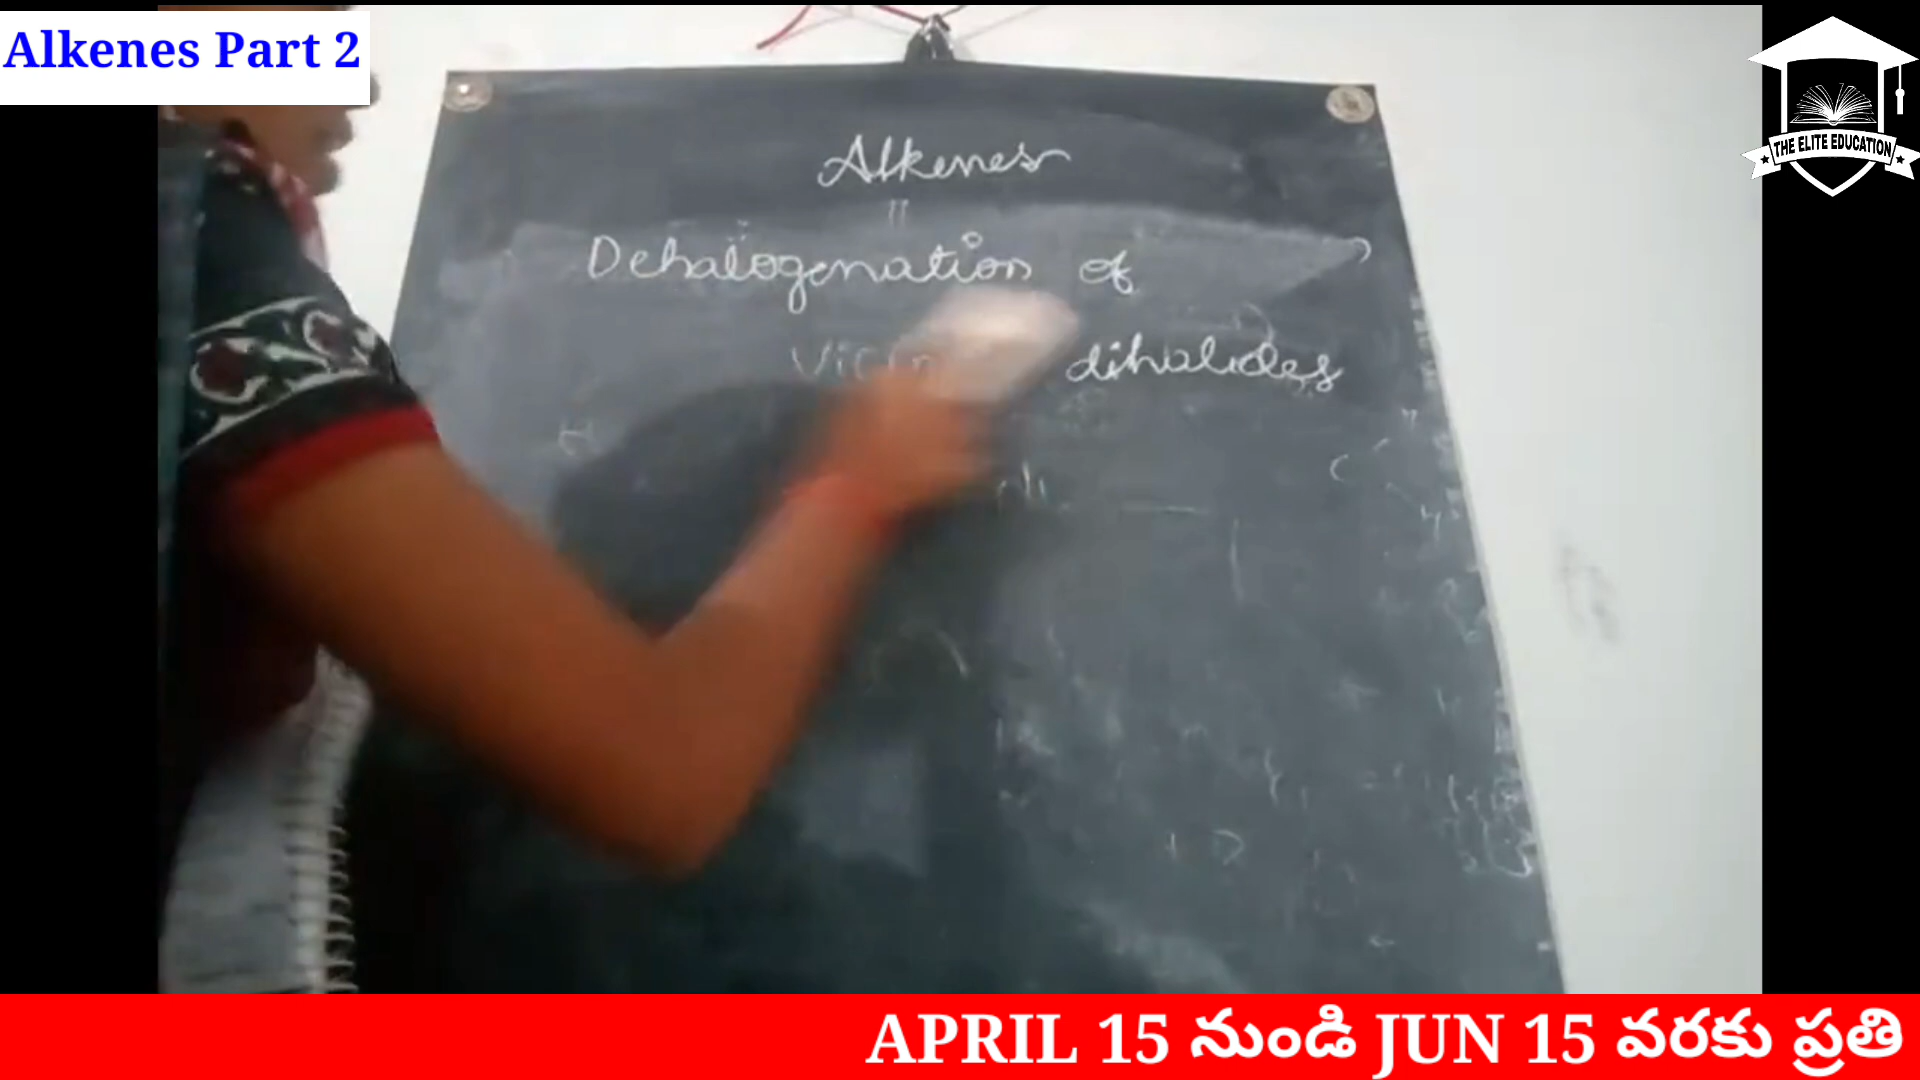 Alkenes Part 2
THE ELITE EDUCATION
Alkenes
Dehalogenation of
dihalides
APRIL 15 నుండి JUN 15 వరకు ప్రతి